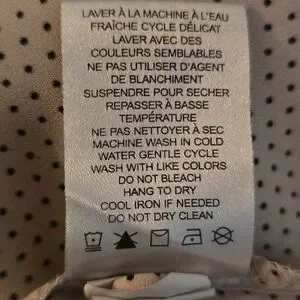 LAVER À LA MACHINE À L'EAU
FRAÎCHE CYCLE DÉLICAT
LAVER AVEC DES
COULEURS SEMBLABLES
NE PAS UTILISER D'AGENT
DE BLANCHIMENT
SUSPENDRE POUR SECHER
REPASSER À BASSE
TEMPÉRATURE
NE PAS NETTOYER À SEC
MACHINE WASH IN COLD
WATER GENTLE CYCLE
WASH WITH LIKE COLORS
DO NOT BLEACH
HANG TO DRY
COOL IRON IF NEEDED
DO NOT DRY CLEAN